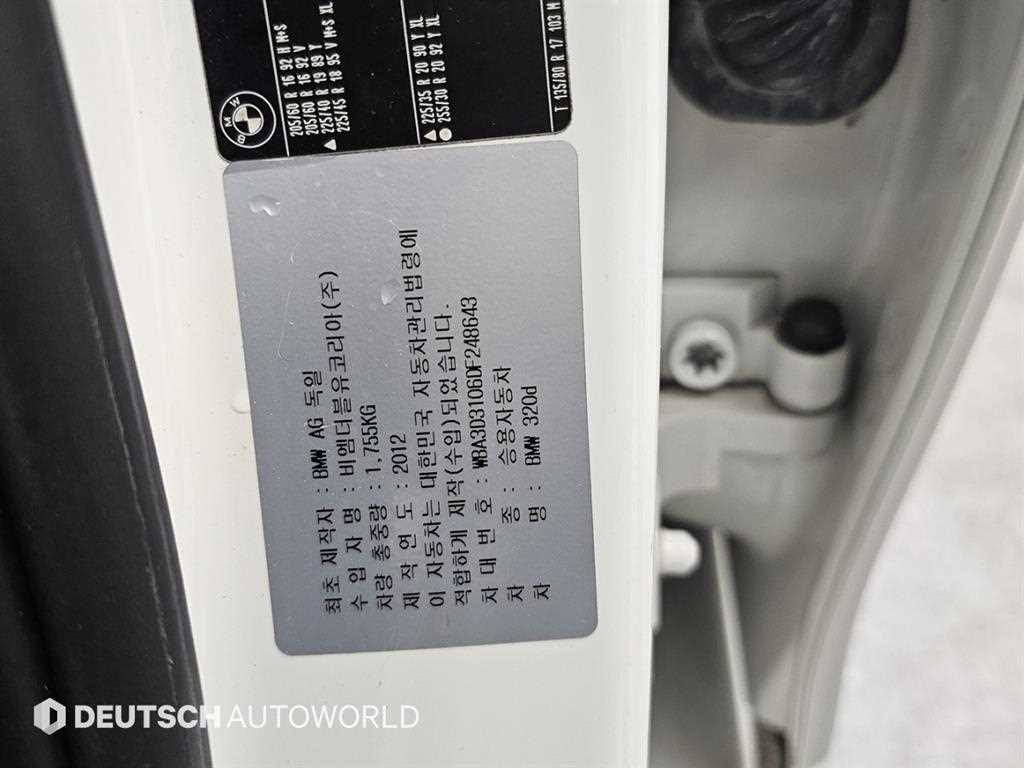 BMW
205/60 R 16 92 H M+S
205/60 R 16 92 V
225/40 R 19 89 Y
▲ 225/45 R 18 95 V M+S XL
▲ 225/35 R 20 90 Y XL
● 255/30 R 20 92 Y XL
T 135/80 R 17 103 M
최초 제작자 : BMW AG 독일
수 입 자 명 : 비엠더블유코리아(주)
차량 총중량 : 1,755KG
제 작 연 도 : 2012
이 자동차는 대한민국 자동차관리법령에
적합하게 제작(수입)되었습니다.
차 대 번 호 : WBA3D3106DF248643
차 종 : 승용자동차
차 명 : BMW 320d
DEUTSCH AUTOWORLD